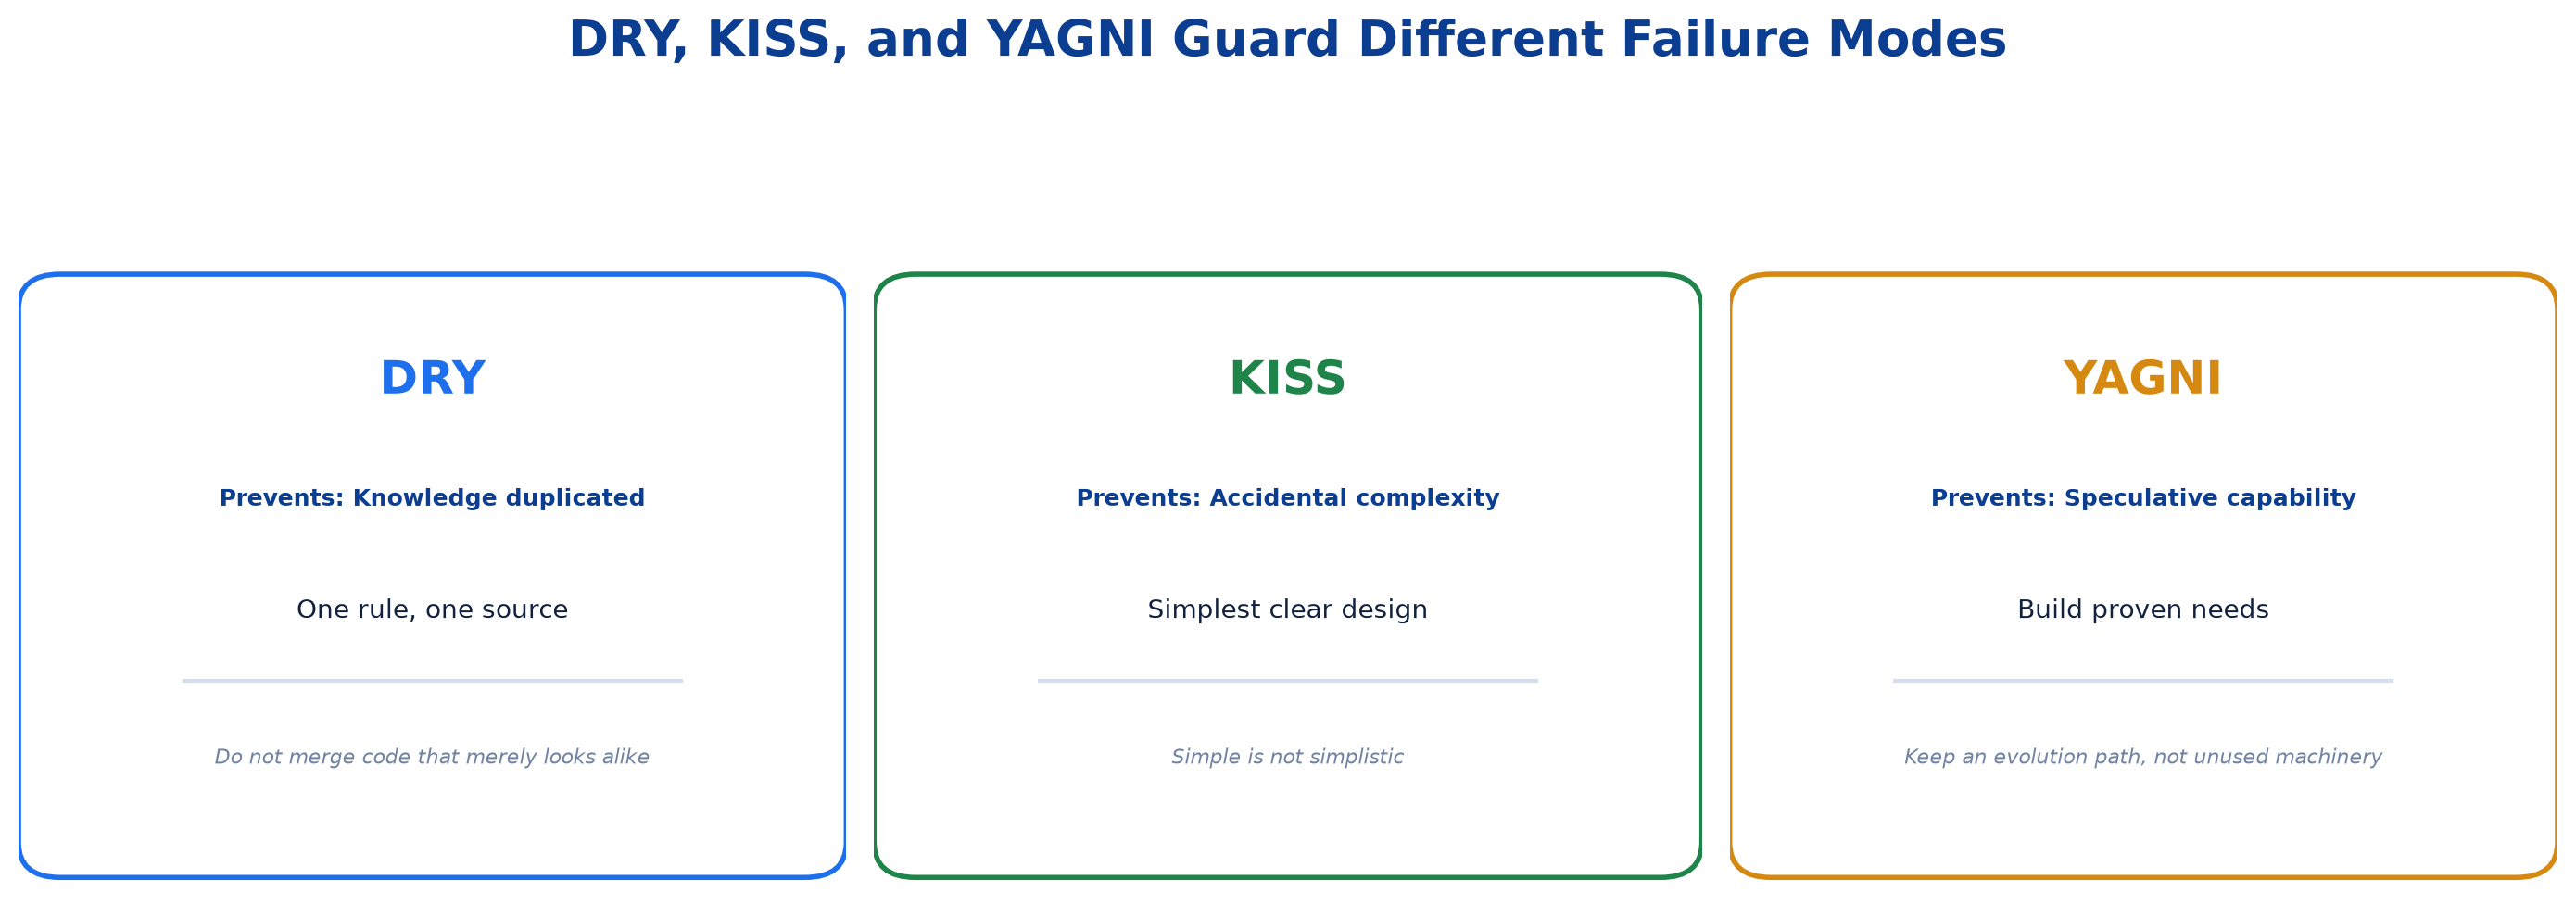 DRY, KISS, and YAGNI Guard Different Failure Modes
DRY
Prevents: Knowledge duplicated
One rule, one source
Do not merge code that merely looks alike
KISS
Prevents: Accidental complexity
Simplest clear design
Simple is not simplistic
YAGNI
Prevents: Speculative capability
Build proven needs
Keep an evolution path, not unused machinery